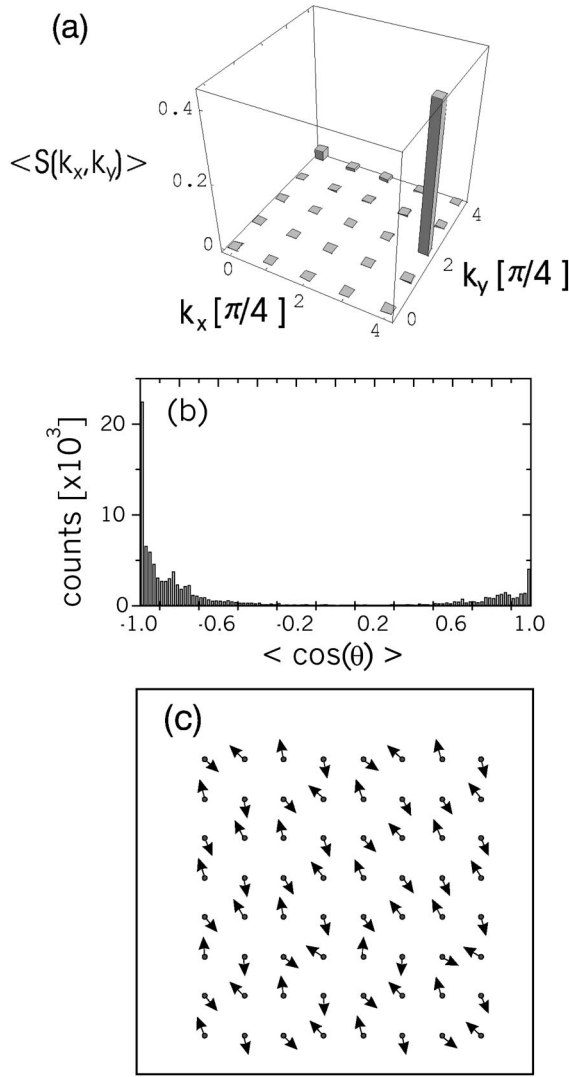 (a)
0.4
<S(kx,ky)>
0.2
0
0
2
4
kx [π/4]
0
2
4
ky [π/4]
(b)
20
10
0
counts [x10³]
-1.0 -0.6 -0.2 0.2 0.6 1.0
< cos(θ) >
(c)